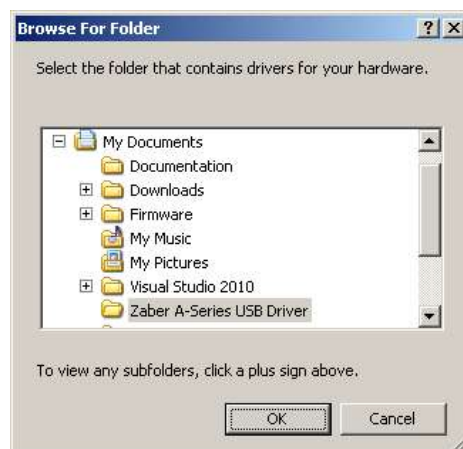 Browse For Folder
Select the folder that contains drivers for your hardware.
My Documents
Documentation
Downloads
Firmware
My Music
My Pictures
Visual Studio 2010
Zaber A-Series USB Driver
To view any subfolders, click a plus sign above.
OK Cancel